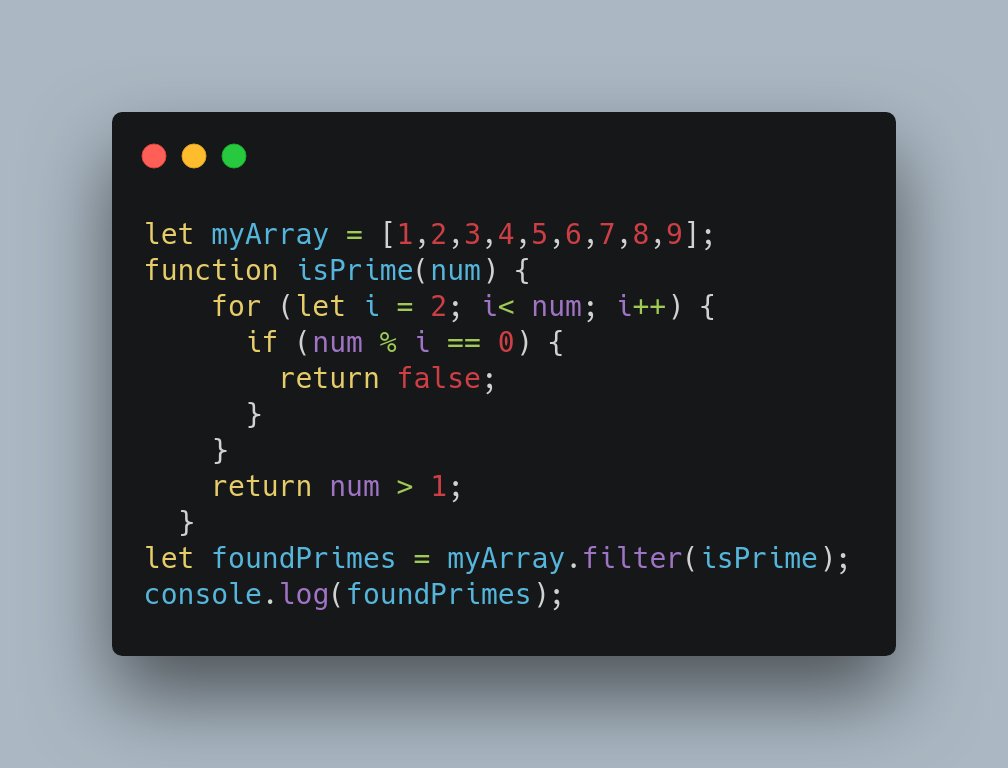 let myArray = [1,2,3,4,5,6,7,8,9];
function isPrime(num) {
    for (let i = 2; i< num; i++) {
      if (num % i == 0) {
        return false;
      }
    }
    return num > 1;
  }
let foundPrimes = myArray.filter(isPrime);
console.log(foundPrimes);